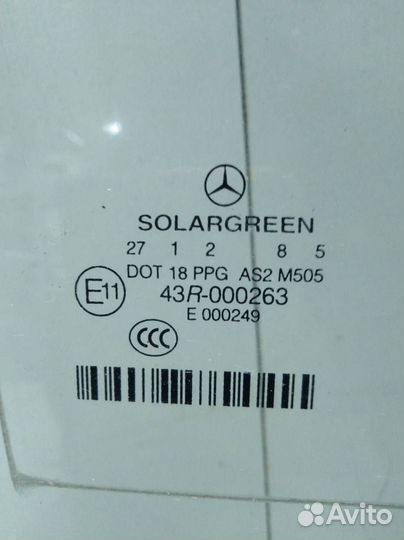 SOLARGREEN
27 1 2 8 5
DOT 18 PPG AS2 M505
E11 43R-000263
E 000249
CCC
Avito